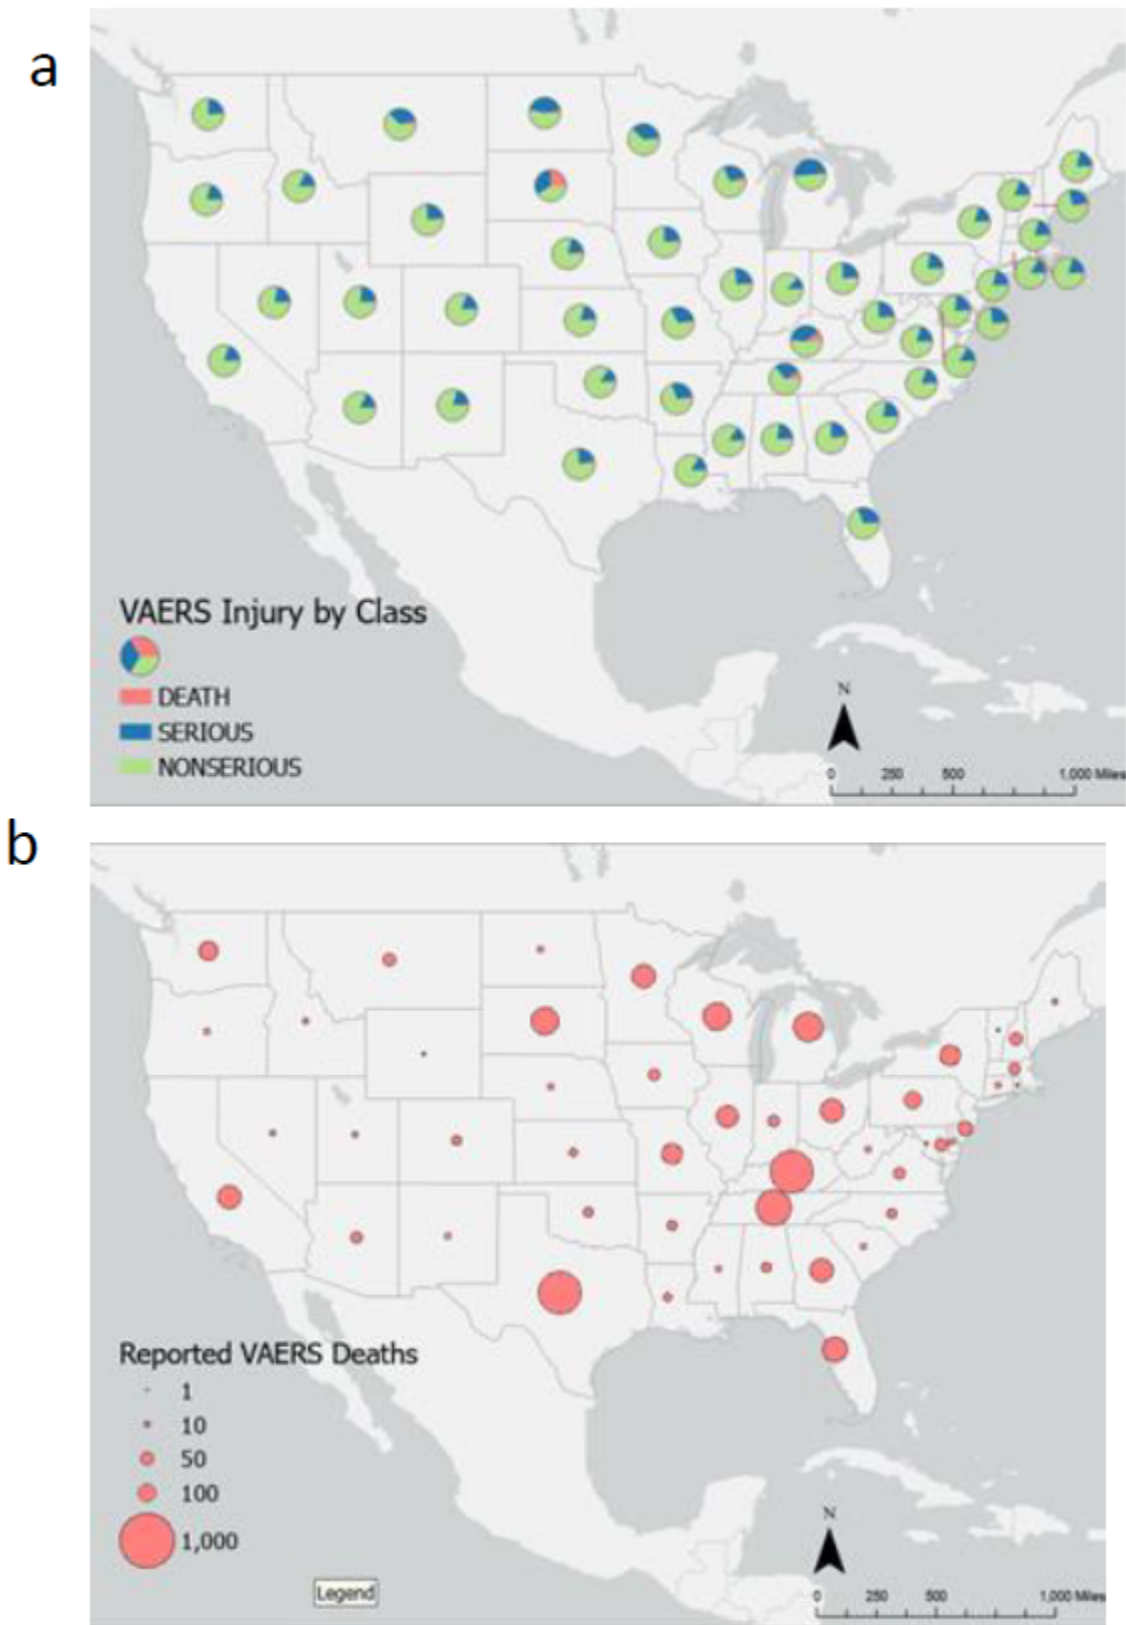 a
VAERS Injury by Class
DEATH
SERIOUS
NONSERIOUS
N
0 250 500 1,000 Miles
b
Reported VAERS Deaths
1
10
50
100
1,000
Legend
N
0 250 500 1,000 Miles